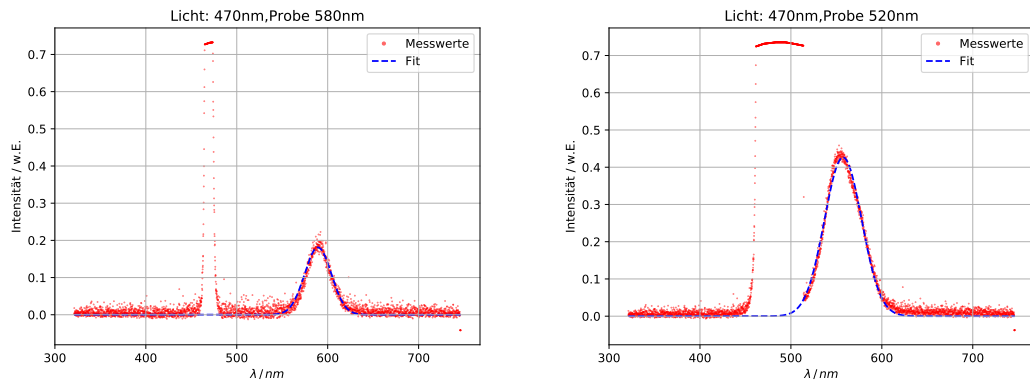 Licht: 470nm,Probe 580nm
Messwerte
Fit
Intensität / w.E.
0.7
0.6
0.5
0.4
0.3
0.2
0.1
0.0
300 400 500 600 700
λ / nm
Licht: 470nm,Probe 520nm
Messwerte
Fit
Intensität / w.E.
0.7
0.6
0.5
0.4
0.3
0.2
0.1
0.0
300 400 500 600 700
λ / nm